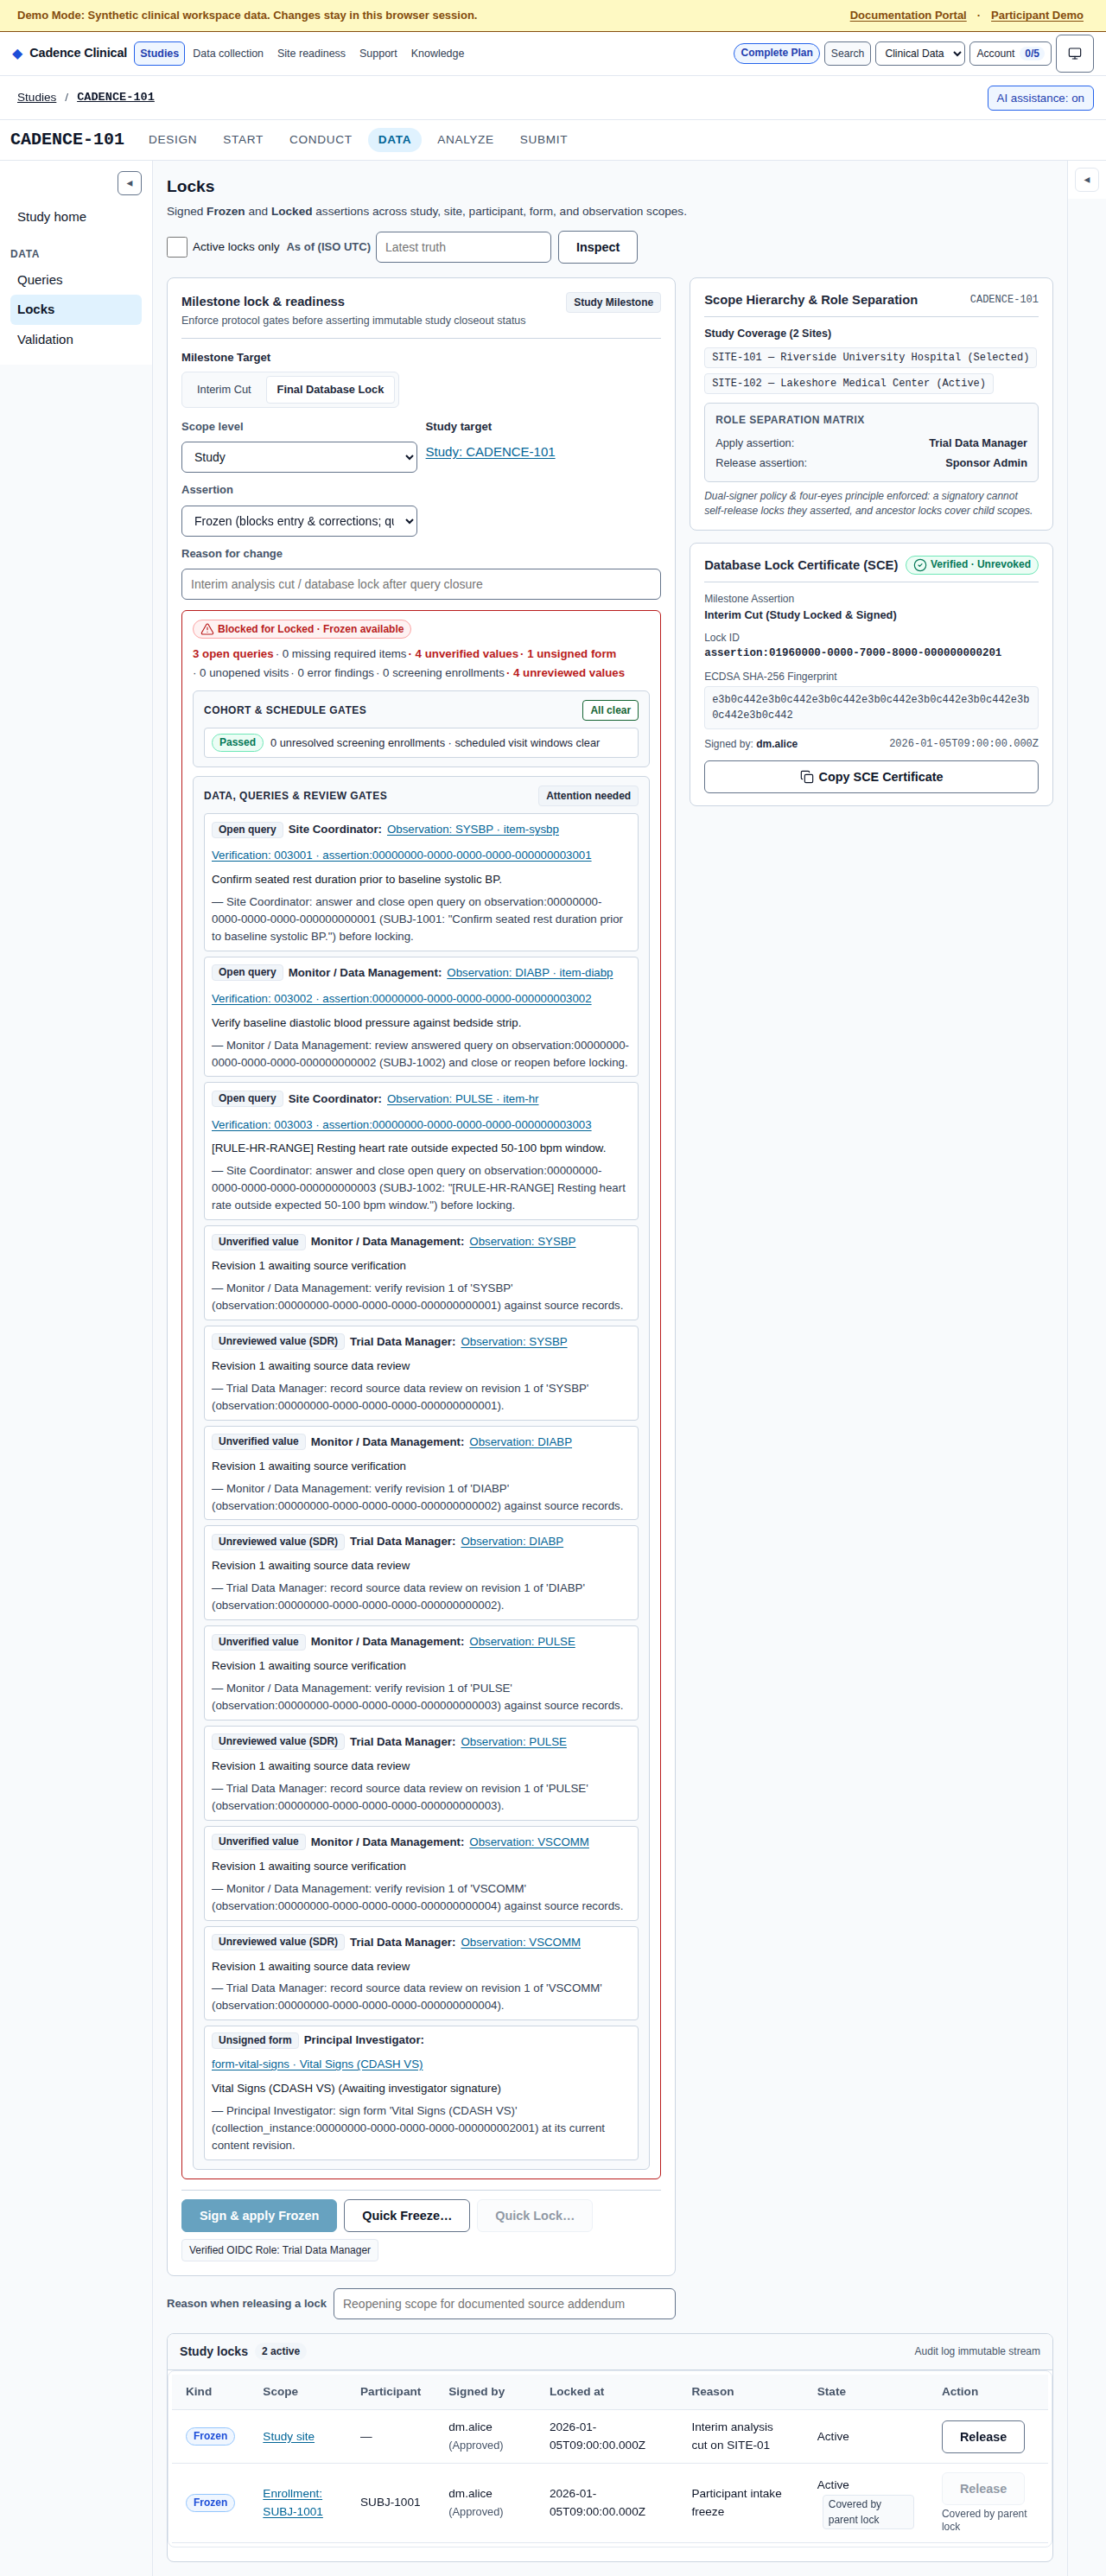 Demo Mode: Synthetic clinical workspace data. Changes stay in this browser session.
Documentation Portal · Participant Demo
Cadence Clinical Studies Data collection Site readiness Support Knowledge
Complete Plan Search Clinical Data Account 0/5
Studies / CADENCE-101
AI assistance: on
CADENCE-101 DESIGN START CONDUCT DATA ANALYZE SUBMIT
Study home
DATA
Queries
Locks
Validation
Locks
Signed Frozen and Locked assertions across study, site, participant, form, and observation scopes.
Active locks only As of (ISO UTC) Latest truth Inspect
Milestone lock & readiness
Study Milestone
Enforce protocol gates before asserting immutable study closeout status
Milestone Target
Interim Cut Final Database Lock
Scope level Study target
Study Study: CADENCE-101
Assertion
Frozen (blocks entry & corrections; qu
Reason for change
Interim analysis cut / database lock after query closure
Blocked for Locked · Frozen available
3 open queries · 0 missing required items · 4 unverified values · 1 unsigned form
· 0 unopened visits · 0 error findings · 0 screening enrollments · 4 unreviewed values
COHORT & SCHEDULE GATES All clear
Passed 0 unresolved screening enrollments · scheduled visit windows clear
DATA, QUERIES & REVIEW GATES Attention needed
Open query Site Coordinator: Observation: SYSBP · item-sysbp
Verification: 003001 · assertion:00000000-0000-0000-0000-000000003001
Confirm seated rest duration prior to baseline systolic BP.
— Site Coordinator: answer and close open query on observation:00000000-
0000-0000-0000-000000000001 (SUBJ-1001: "Confirm seated rest duration prior
to baseline systolic BP.") before locking.
Open query Monitor / Data Management: Observation: DIABP · item-diabp
Verification: 003002 · assertion:00000000-0000-0000-0000-000000003002
Verify baseline diastolic blood pressure against bedside strip.
— Monitor / Data Management: review answered query on observation:00000000-
0000-0000-0000-000000000002 (SUBJ-1002) and close or reopen before locking.
Open query Site Coordinator: Observation: PULSE · item-hr
Verification: 003003 · assertion:00000000-0000-0000-0000-000000003003
[RULE-HR-RANGE] Resting heart rate outside expected 50-100 bpm window.
— Site Coordinator: answer and close open query on observation:00000000-
0000-0000-0000-000000000003 (SUBJ-1002: "[RULE-HR-RANGE] Resting heart
rate outside expected 50-100 bpm window.") before locking.
Unverified value Monitor / Data Management: Observation: SYSBP
Revision 1 awaiting source verification
— Monitor / Data Management: verify revision 1 of 'SYSBP'
(observation:00000000-0000-0000-0000-000000000001) against source records.
Unreviewed value (SDR) Trial Data Manager: Observation: SYSBP
Revision 1 awaiting source data review
— Trial Data Manager: record source data review on revision 1 of 'SYSBP'
(observation:00000000-0000-0000-0000-000000000001).
Unverified value Monitor / Data Management: Observation: DIABP
Revision 1 awaiting source verification
— Monitor / Data Management: verify revision 1 of 'DIABP'
(observation:00000000-0000-0000-0000-000000000002) against source records.
Unreviewed value (SDR) Trial Data Manager: Observation: DIABP
Revision 1 awaiting source data review
— Trial Data Manager: record source data review on revision 1 of 'DIABP'
(observation:00000000-0000-0000-0000-000000000002).
Unverified value Monitor / Data Management: Observation: PULSE
Revision 1 awaiting source verification
— Monitor / Data Management: verify revision 1 of 'PULSE'
(observation:00000000-0000-0000-0000-000000000003) against source records.
Unreviewed value (SDR) Trial Data Manager: Observation: PULSE
Revision 1 awaiting source data review
— Trial Data Manager: record source data review on revision 1 of 'PULSE'
(observation:00000000-0000-0000-0000-000000000003).
Unverified value Monitor / Data Management: Observation: VSCOMM
Revision 1 awaiting source verification
— Monitor / Data Management: verify revision 1 of 'VSCOMM'
(observation:00000000-0000-0000-0000-000000000004) against source records.
Unreviewed value (SDR) Trial Data Manager: Observation: VSCOMM
Revision 1 awaiting source data review
— Trial Data Manager: record source data review on revision 1 of 'VSCOMM'
(observation:00000000-0000-0000-0000-000000000004).
Unsigned form Principal Investigator:
form-vital-signs · Vital Signs (CDASH VS)
Vital Signs (CDASH VS) (Awaiting investigator signature)
— Principal Investigator: sign form 'Vital Signs (CDASH VS)'
(collection_instance:00000000-0000-0000-0000-000000002001) at its current
content revision.
Sign & apply Frozen Quick Freeze… Quick Lock…
Verified OIDC Role: Trial Data Manager
Scope Hierarchy & Role Separation CADENCE-101
Study Coverage (2 Sites)
SITE-101 — Riverside University Hospital (Selected)
SITE-102 — Lakeshore Medical Center (Active)
ROLE SEPARATION MATRIX
Apply assertion: Trial Data Manager
Release assertion: Sponsor Admin
Dual-signer policy & four-eyes principle enforced: a signatory cannot
self-release locks they asserted, and ancestor locks cover child scopes.
Database Lock Certificate (SCE) Verified · Unrevoked
Milestone Assertion
Interim Cut (Study Locked & Signed)
Lock ID
assertion:01960000-0000-7000-8000-000000000201
ECDSA SHA-256 Fingerprint
e3b0c442e3b0c442e3b0c442e3b0c442e3b0c442e3b0c442e3b
0c442e3b0c442
Signed by: dm.alice 2026-01-05T09:00:00.000Z
Copy SCE Certificate
Reason when releasing a lock Reopening scope for documented source addendum
Study locks 2 active Audit log immutable stream
Kind Scope Participant Signed by Locked at Reason State Action
Frozen Study site — dm.alice (Approved) 2026-01-05T09:00:00.000Z Interim analysis cut on SITE-01 Active Release
Frozen Enrollment: SUBJ-1001 SUBJ-1001 dm.alice (Approved) 2026-01-05T09:00:00.000Z Participant intake freeze Active Covered by parent lock Release Covered by parent lock